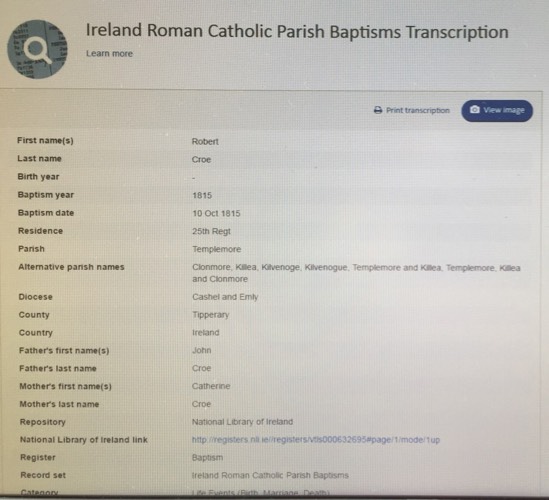 Ireland Roman Catholic Parish Baptisms Transcription
Learn more
Print transcription View image
First name(s) Robert
Last name Croe
Birth year -
Baptism year 1815
Baptism date 10 Oct 1815
Residence 25th Regt
Parish Templemore
Alternative parish names Clonmore, Killea, Kilvenoge, Kilvenogue, Templemore and Killea, Templemore, Killea
and Clonmore
Diocese Cashel and Emly
County Tipperary
Country Ireland
Father's first name(s) John
Father's last name Croe
Mother's first name(s) Catherine
Mother's last name Croe
Repository National Library of Ireland
National Library of Ireland link http://registers.nli.ie//registers/vtls000632695#page/1/mode/1up
Register Baptism
Record set Ireland Roman Catholic Parish Baptisms
Category Life Events (Birth, Marriage, Death)